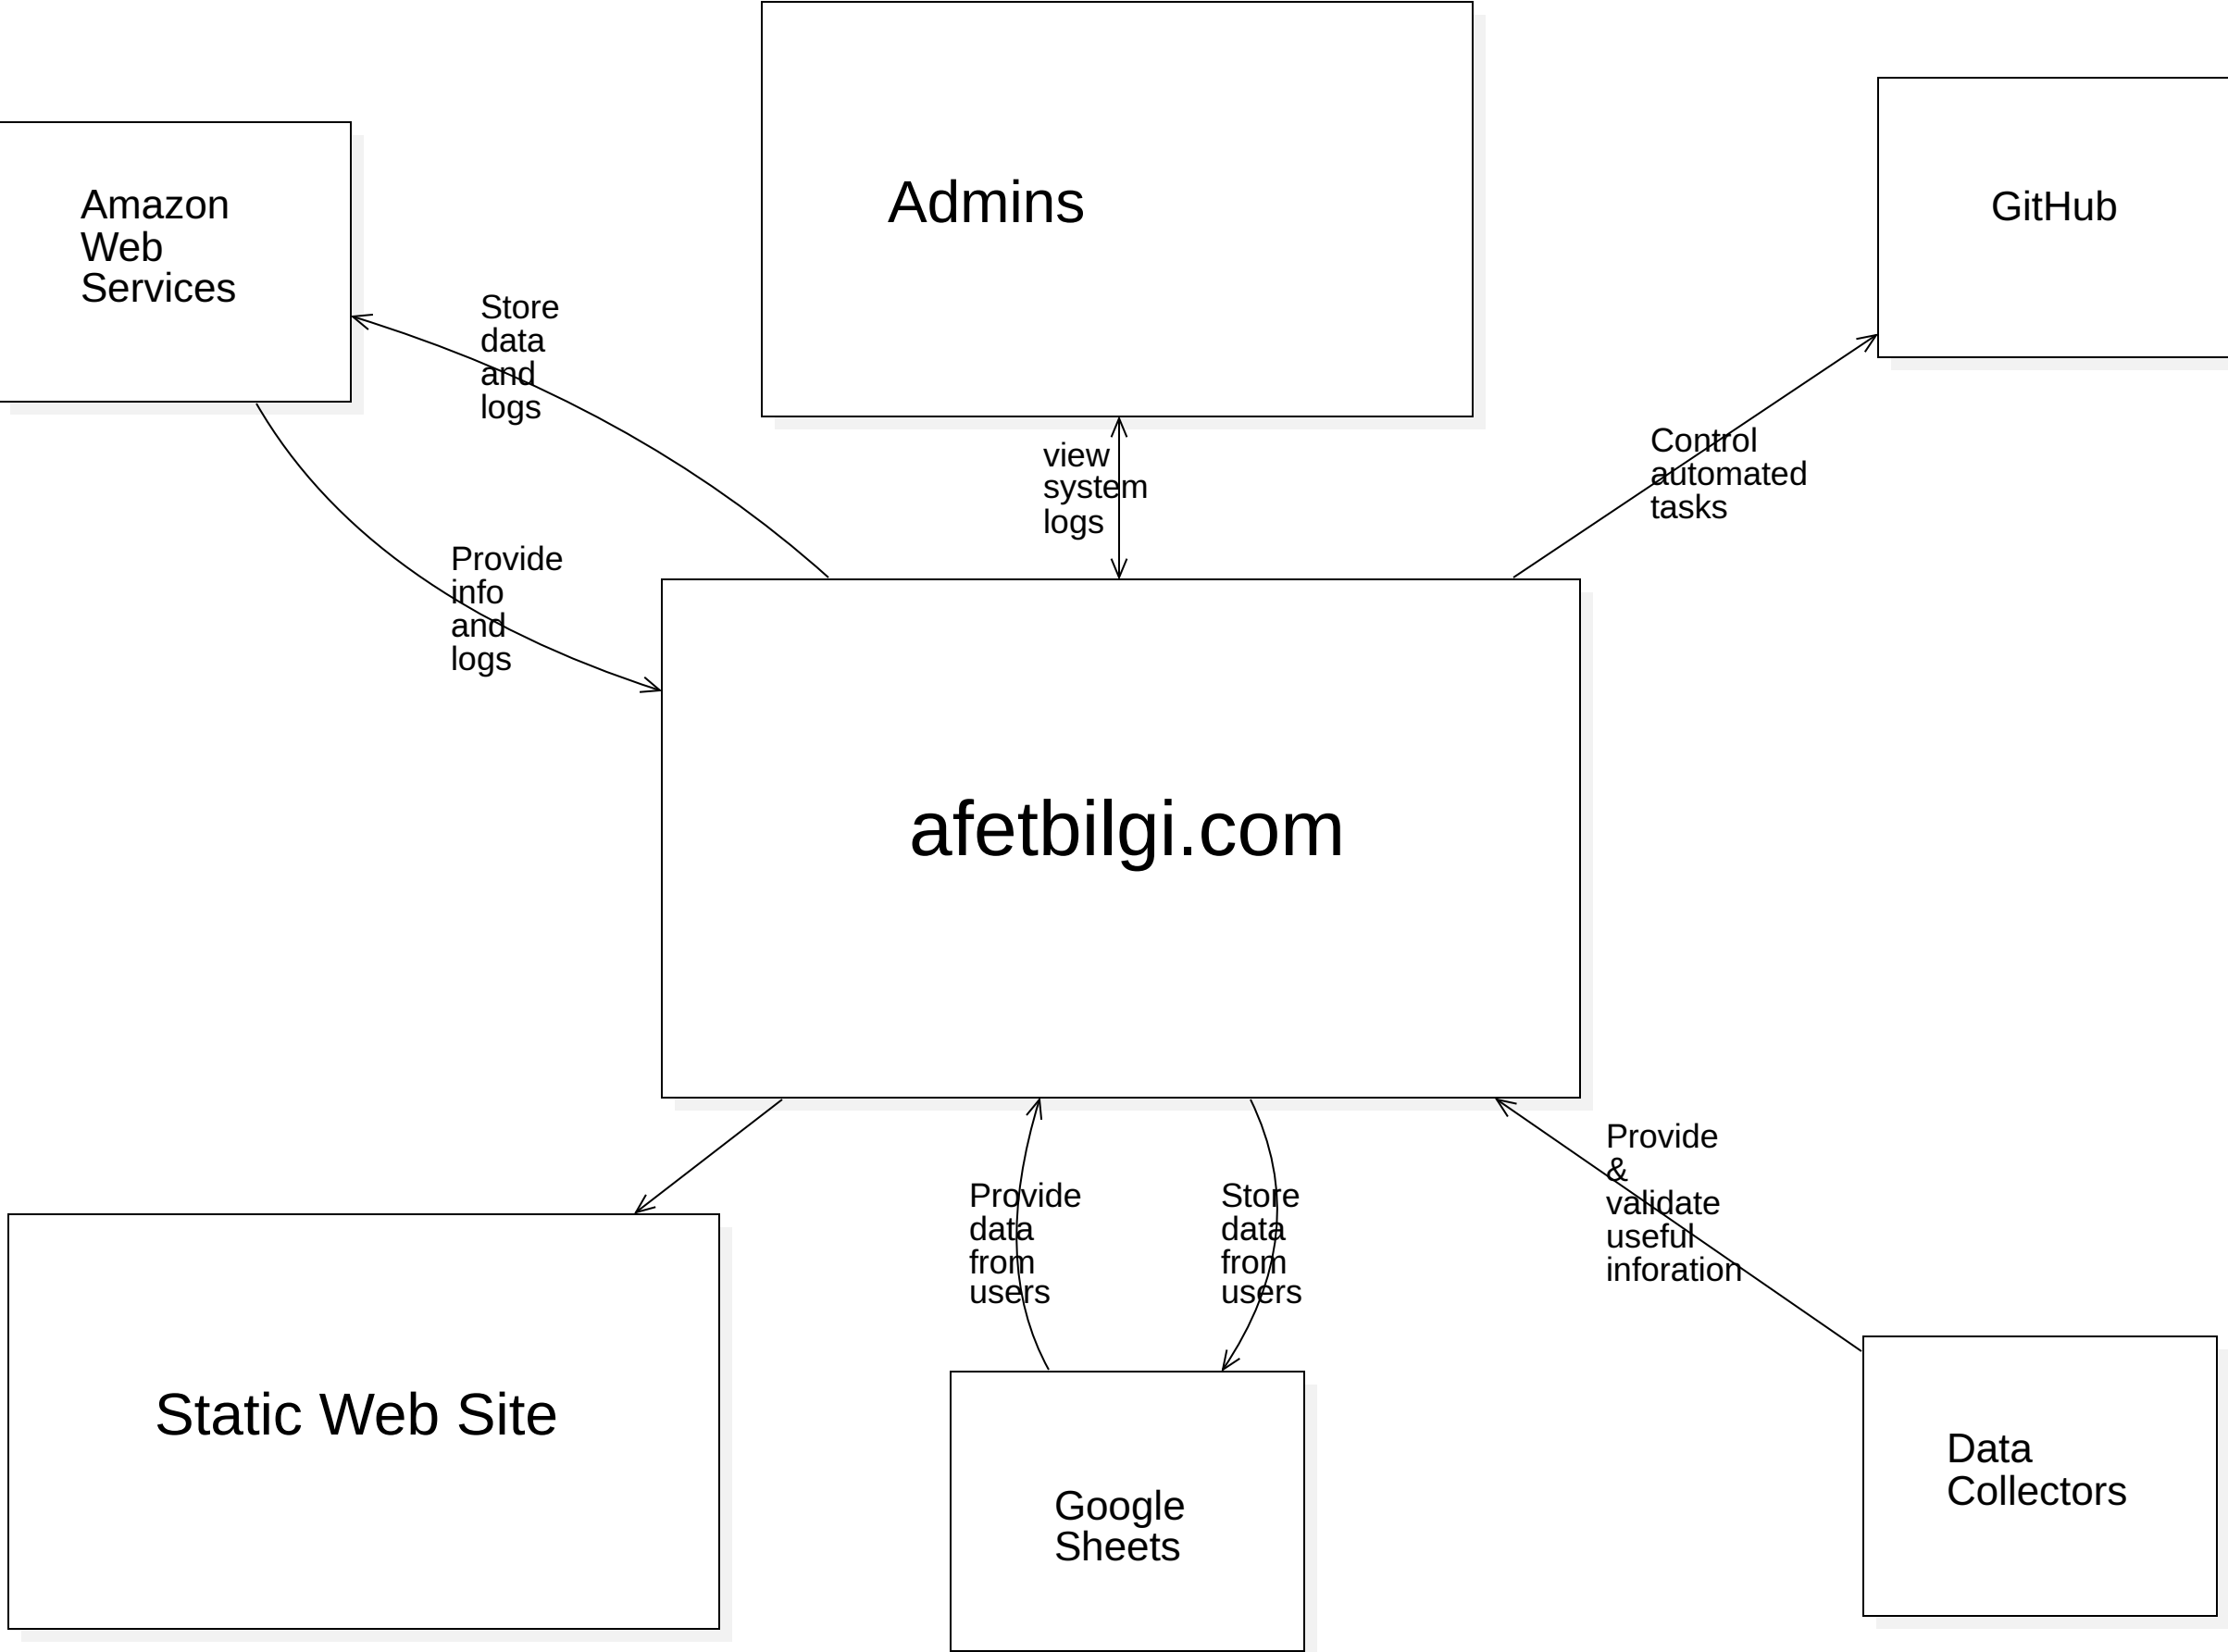 Admins
Amazon
Web
Services
GitHub
Store
data
and
logs
view
system
logs
Control
automated
tasks
Provide
info
and
logs
afetbilgi.com
Provide
&
validate
useful
inforation
Provide
data
from
users
Store
data
from
users
Static Web Site
Google
Sheets
Data
Collectors